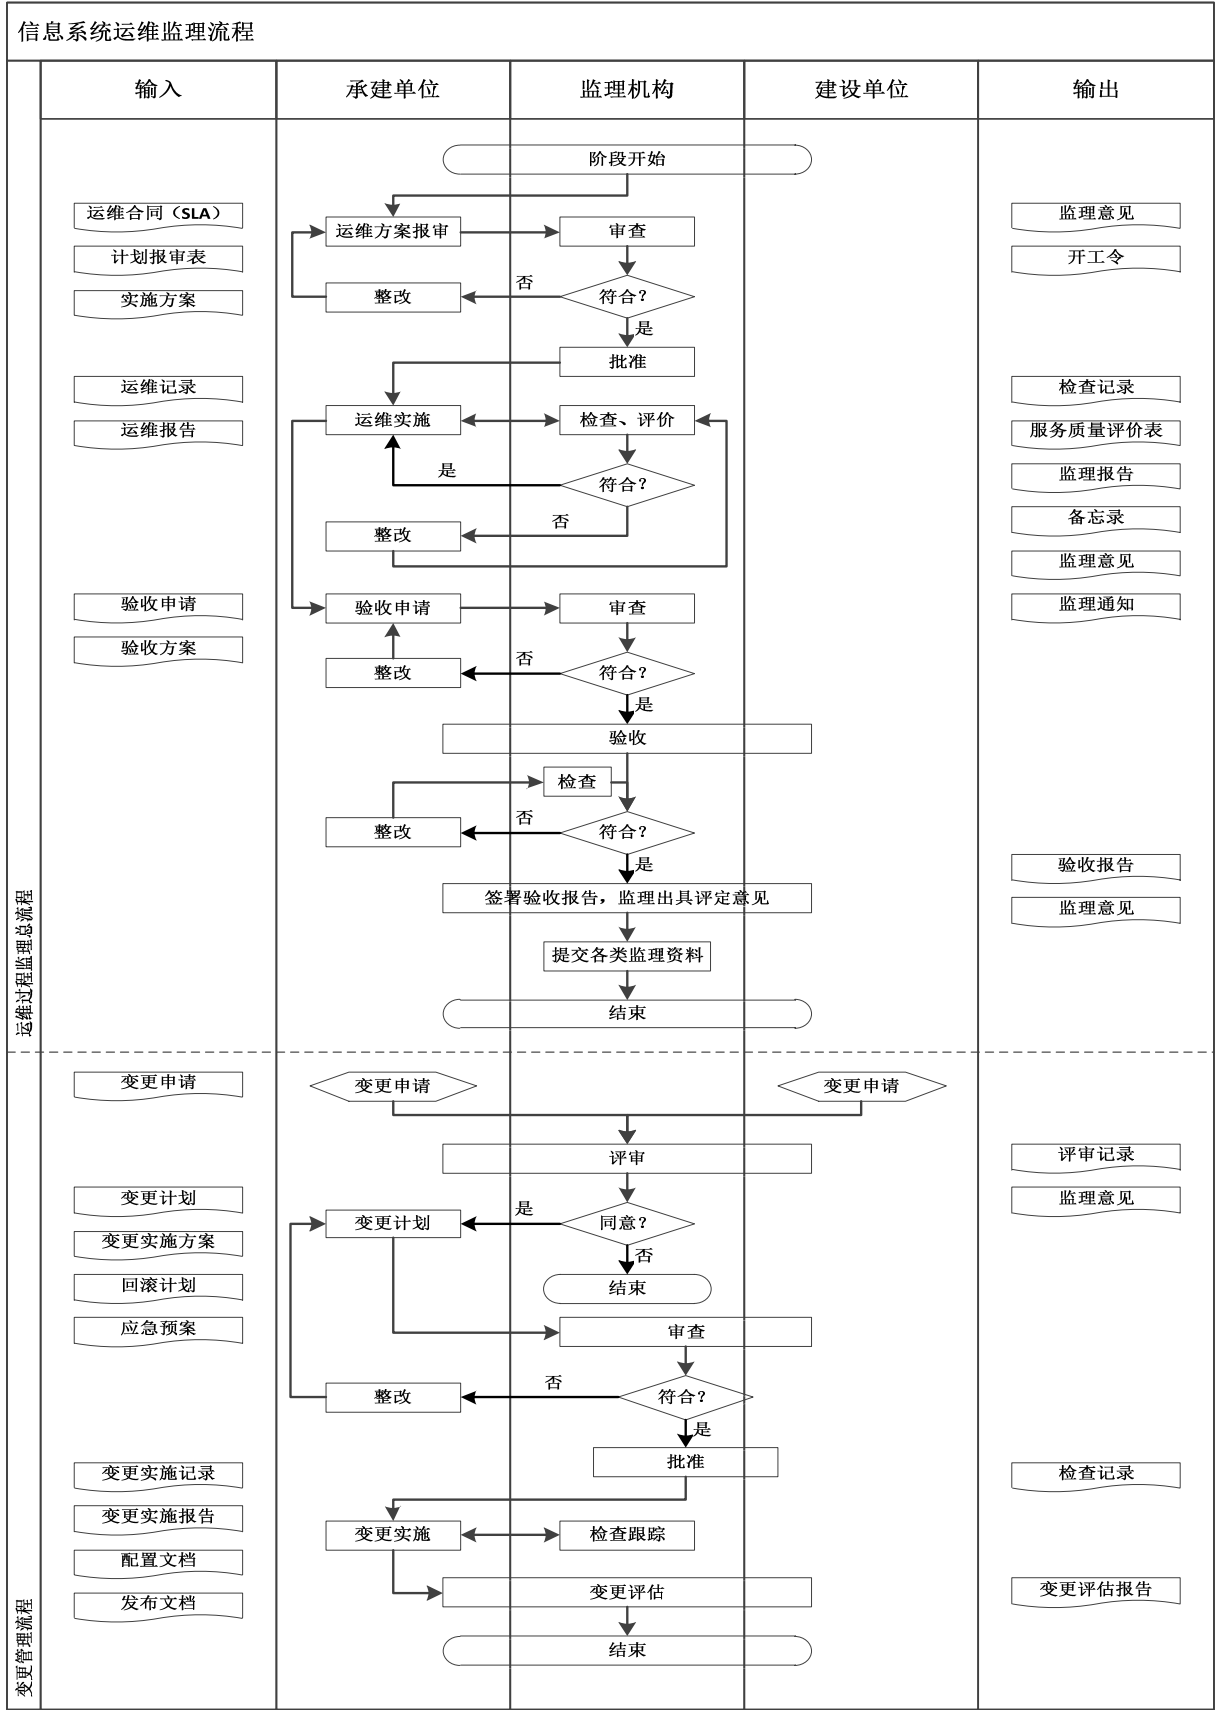 信息系统运维监理流程
输入
承建单位
监理机构
建设单位
输出
阶段开始
运维合同（SLA）
监理意见
运维方案报审
审查
计划报审表
开工令
否
整改
符合？
实施方案
是
批准
运维记录
检查记录
运维实施
检查、评价
运维报告
服务质量评价表
是
符合？
监理报告
否
整改
备忘录
监理意见
验收申请
验收申请
审查
监理通知
验收方案
否
整改
符合？
是
验收
检查
否
整改
符合？
是
验收报告
签署验收报告，监理出具评定意见
监理意见
提交各类监理资料
结束
运维过程监理总流程
变更申请
变更申请
变更申请
评审
评审记录
变更计划
监理意见
是
变更计划
同意？
变更实施方案
否
回滚计划
结束
应急预案
审查
否
整改
符合？
是
批准
变更实施记录
检查记录
变更实施报告
变更实施
检查跟踪
配置文档
变更评估
变更评估报告
发布文档
结束
变更管理流程